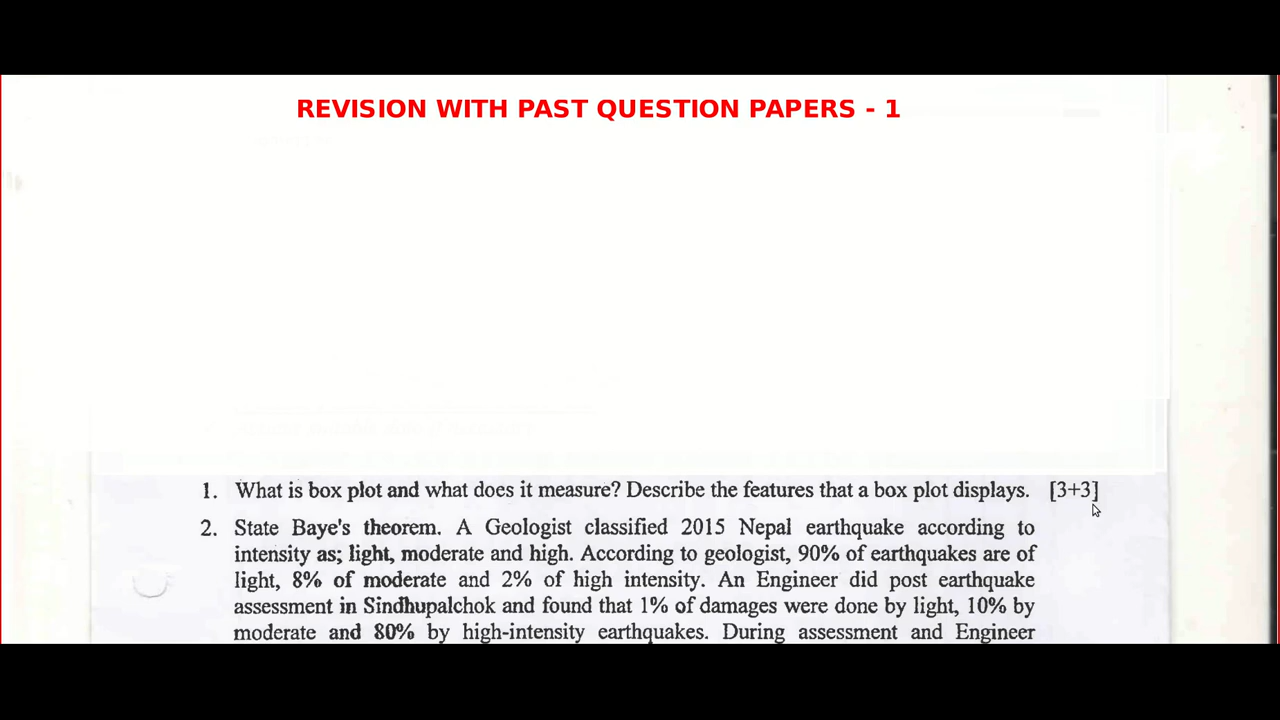 REVISION WITH PAST QUESTION PAPERS - 1
1. What is box plot and what does it measure? Describe the features that a box plot displays. [3+3]
2. State Baye's theorem. A Geologist classified 2015 Nepal earthquake according to
intensity as; light, moderate and high. According to geologist, 90% of earthquakes are of
light, 8% of moderate and 2% of high intensity. An Engineer did post earthquake
assessment in Sindhupalchok and found that 1% of damages were done by light, 10% by
moderate and 80% by high-intensity earthquakes. During assessment and Engineer